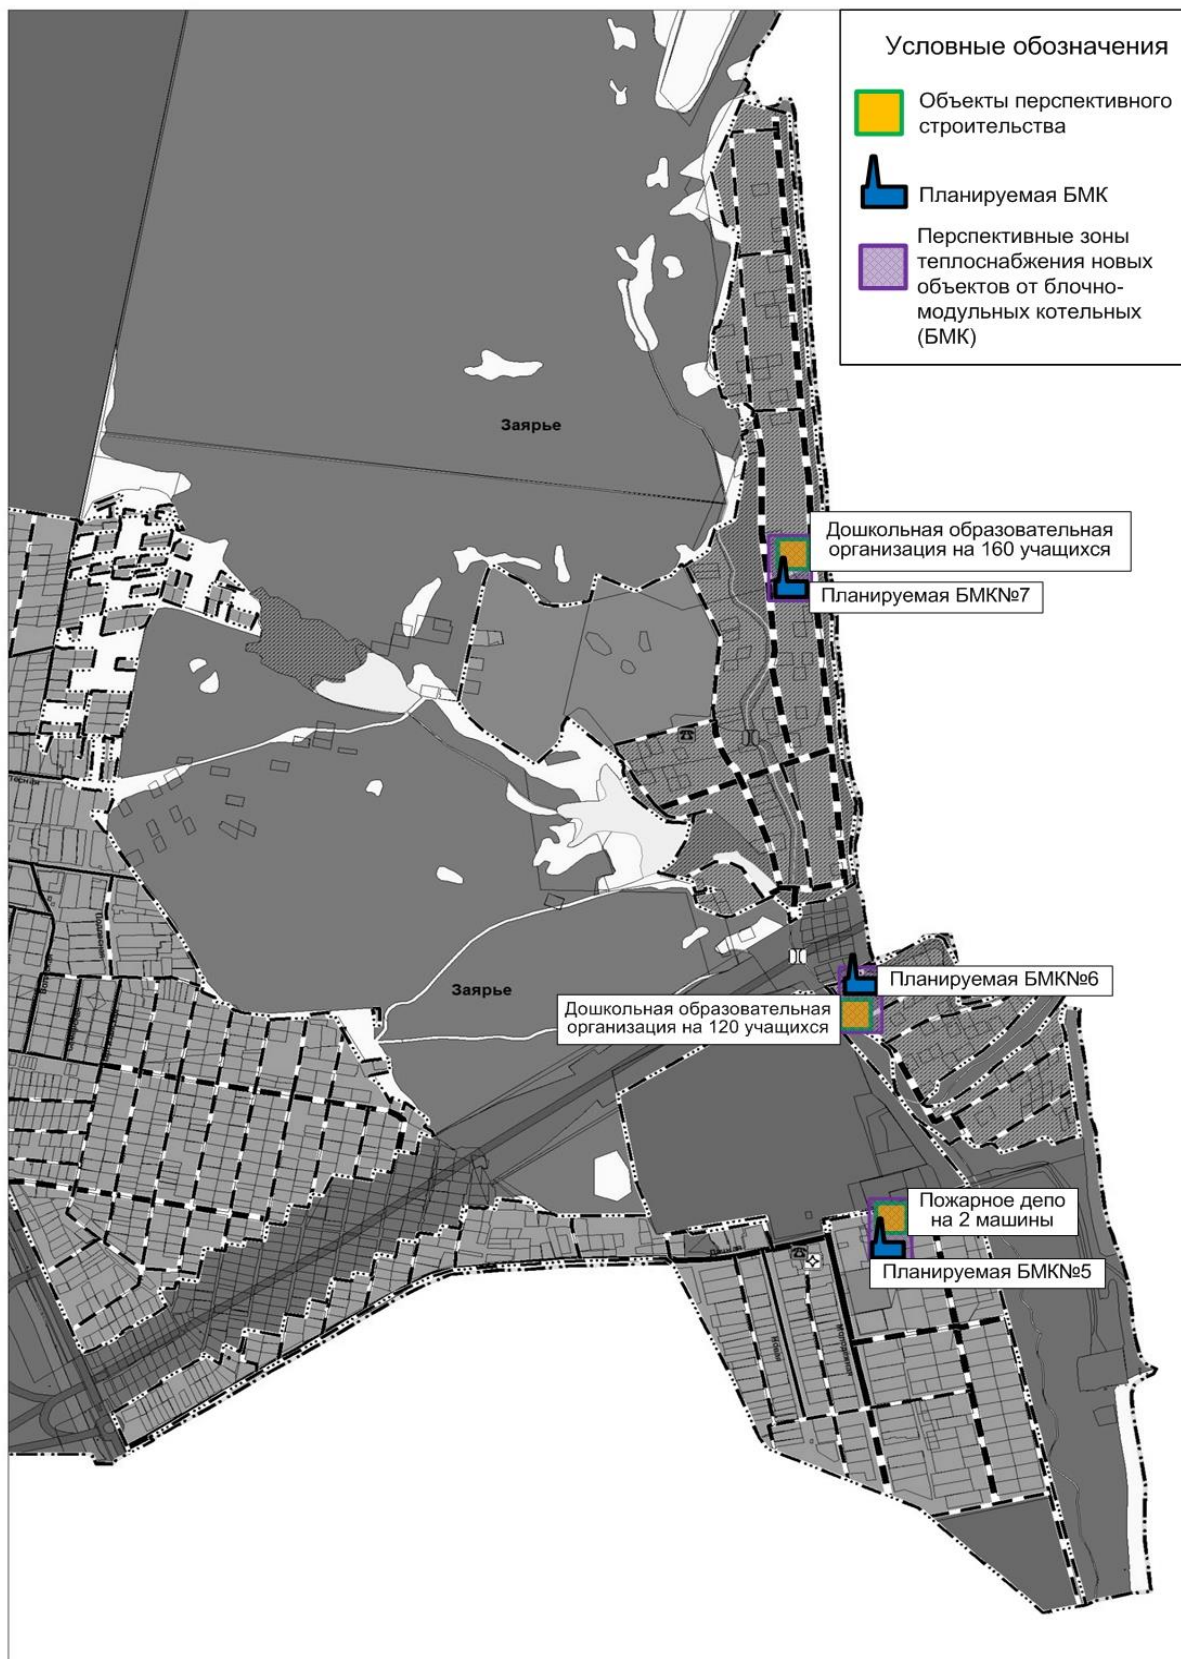 Условные обозначения
Объекты перспективного
строительства
Планируемая БМК
Перспективные зоны
теплоснабжения новых
объектов от блочно-
модульных котельных
(БМК)
Заярье
Дошкольная образовательная
организация на 160 учащихся
Планируемая БМК№7
Заярье
Планируемая БМК№6
Дошкольная образовательная
организация на 120 учащихся
Пожарное депо
на 2 машины
Планируемая БМК№5
Новая
Молодежная